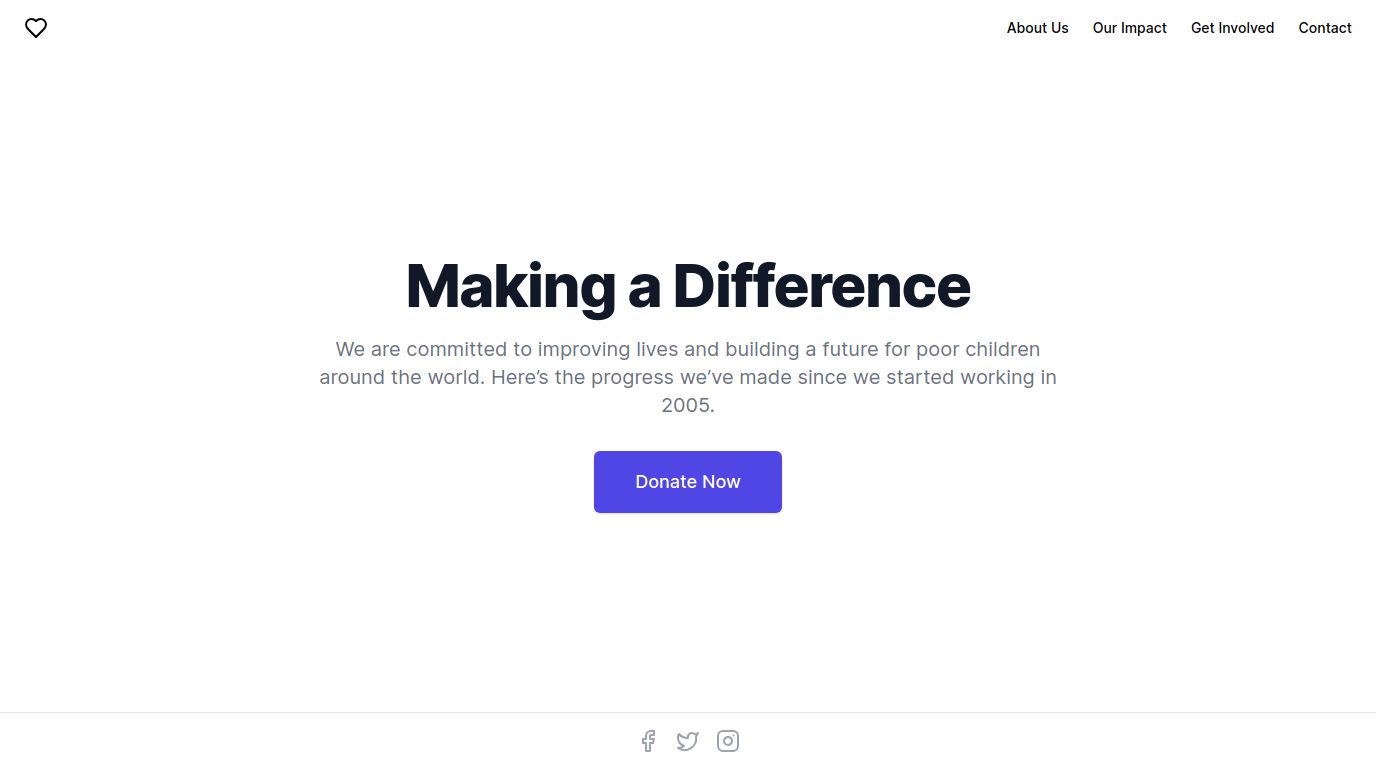 About Us Our Impact Get Involved Contact
Making a Difference
We are committed to improving lives and building a future for poor children
around the world. Here’s the progress we’ve made since we started working in
2005.
Donate Now